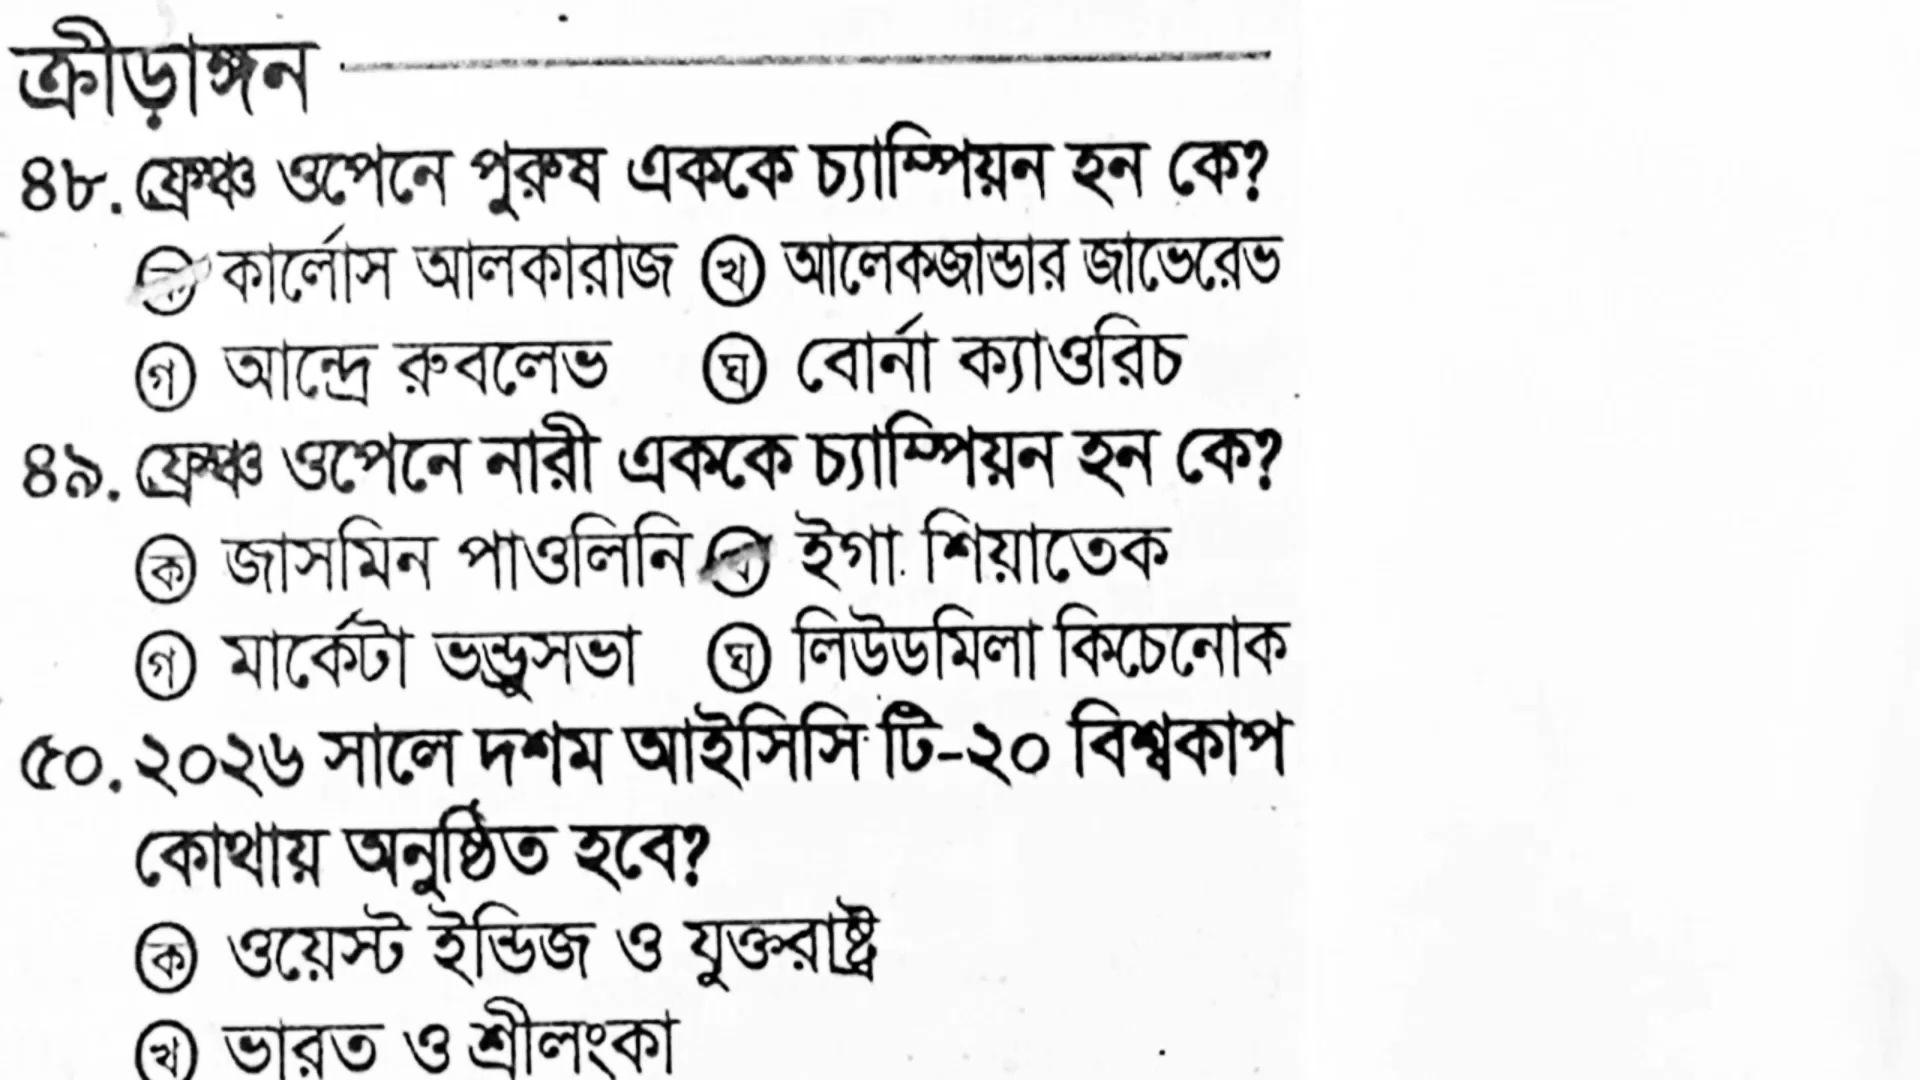 ক্রীড়াঙ্গন
৪৮. ফ্রেঞ্চ ওপেনে পুরুষ এককে চ্যাম্পিয়ন হন কে?
ক কার্লোস আলকারাজ খ আলেকজান্ডার জাভেরেভ
গ আন্দ্রে রুবলেভ ঘ বোর্না ক্যাওরিচ
৪৯. ফ্রেঞ্চ ওপেনে নারী এককে চ্যাম্পিয়ন হন কে?
ক জাসমিন পাওলিনি খ ইগা শিয়াতেক
গ মার্কেটা ভন্ড্রুসভা ঘ লিউডমিলা কিচেনোক
৫০. ২০২৬ সালে দশম আইসিসি টি-২০ বিশ্বকাপ
কোথায় অনুষ্ঠিত হবে?
ক ওয়েস্ট ইন্ডিজ ও যুক্তরাষ্ট্র
খ ভারত ও শ্রীলংকা